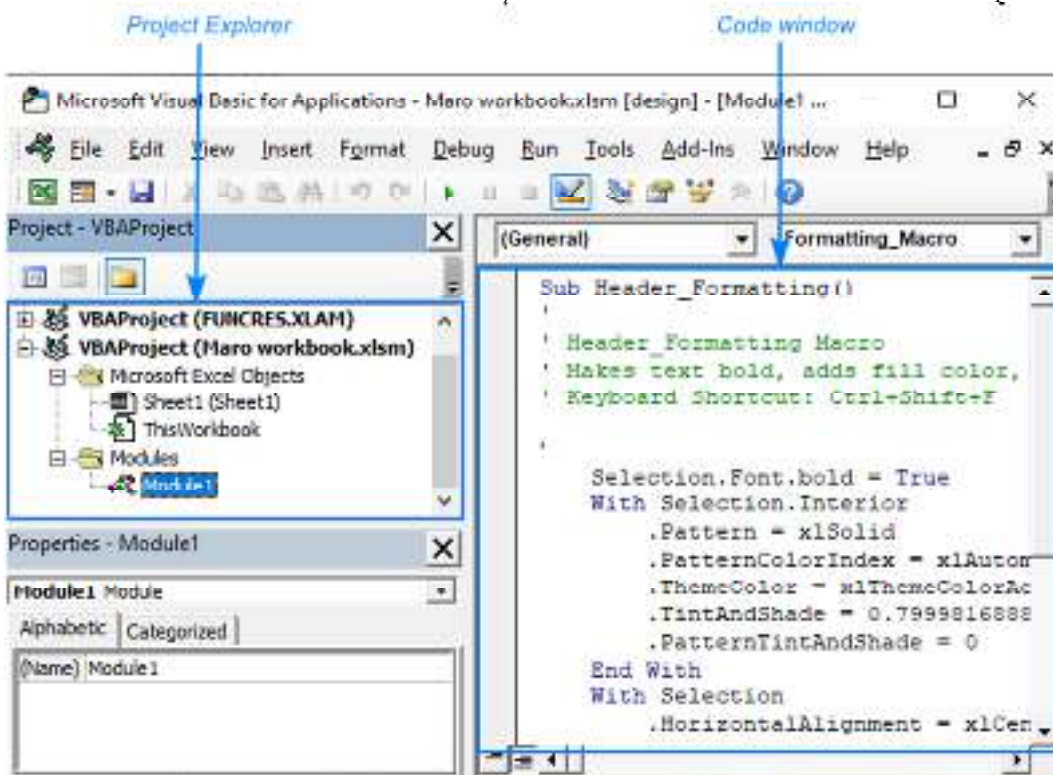 Project Explorer
Code window
Microsoft Visual Basic for Applications - Maro workbook.xlsm [design] - [Module1 ...
File Edit View Insert Format Debug Run Tools Add-Ins Window Help
Project - VBAProject
VBAProject (FUNCRES.XLAM)
VBAProject (Maro workbook.xlsm)
Microsoft Excel Objects
Sheet1 (Sheet1)
ThisWorkbook
Modules
Module1
Properties - Module1
Module1 Module
Alphabetic Categorized
(Name) Module1
(General) Formatting_Macro
Sub Header_Formatting()
'
' Header_Formatting Macro
' Makes text bold, adds fill color,
' Keyboard Shortcut: Ctrl+Shift+F
'
Selection.Font.bold = True
With Selection.Interior
.Pattern = xlSolid
.PatternColorIndex = xlAutom
.ThemeColor = xlThemeColorAc
.TintAndShade = 0.7999816888
.PatternTintAndShade = 0
End With
With Selection
.HorizontalAlignment = xlCen